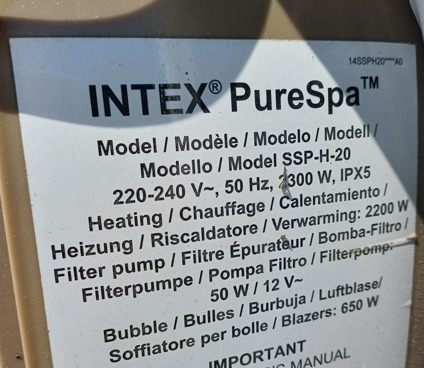 14SSPH20****A0
INTEX® PureSpa™
Model / Modèle / Modelo / Modell /
Modello / Model SSP-H-20
220-240 V~, 50 Hz, 2300 W, IPX5
Heating / Chauffage / Calentamiento /
Heizung / Riscaldatore / Verwarming: 2200 W
Filter pump / Filtre Épurateur / Bomba-Filtro /
Filterpumpe / Pompa Filtro / Filterpomp:
50 W / 12 V~
Bubble / Bulles / Burbuja / Luftblase/
Soffiatore per bolle / Blazers: 650 W
IMPORTANT
MANUAL